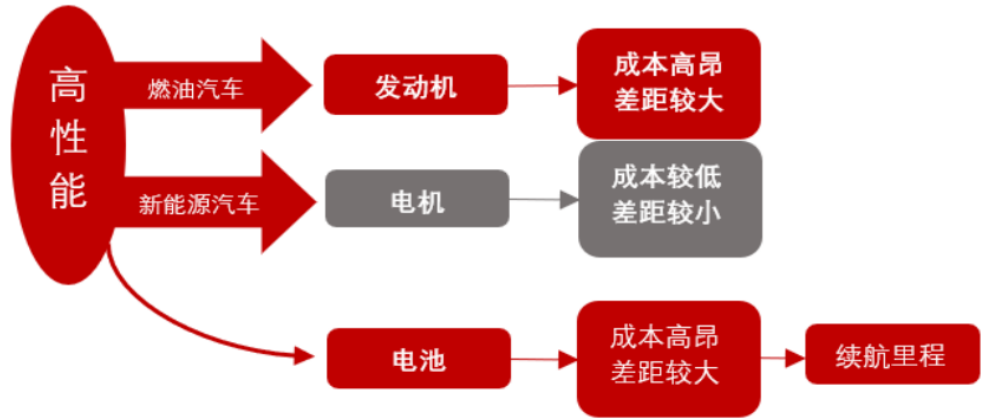 高性能
燃油汽车
发动机
成本高昂
差距较大
新能源汽车
电机
成本较低
差距较小
电池
成本高昂
差距较大
续航里程